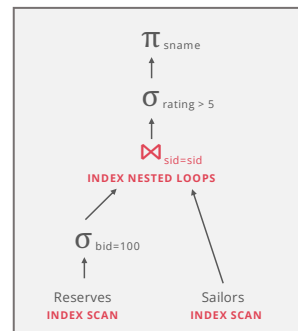 π sname
σ rating > 5
⋈ sid=sid
INDEX NESTED LOOPS
σ bid=100
Reserves Sailors
INDEX SCAN INDEX SCAN